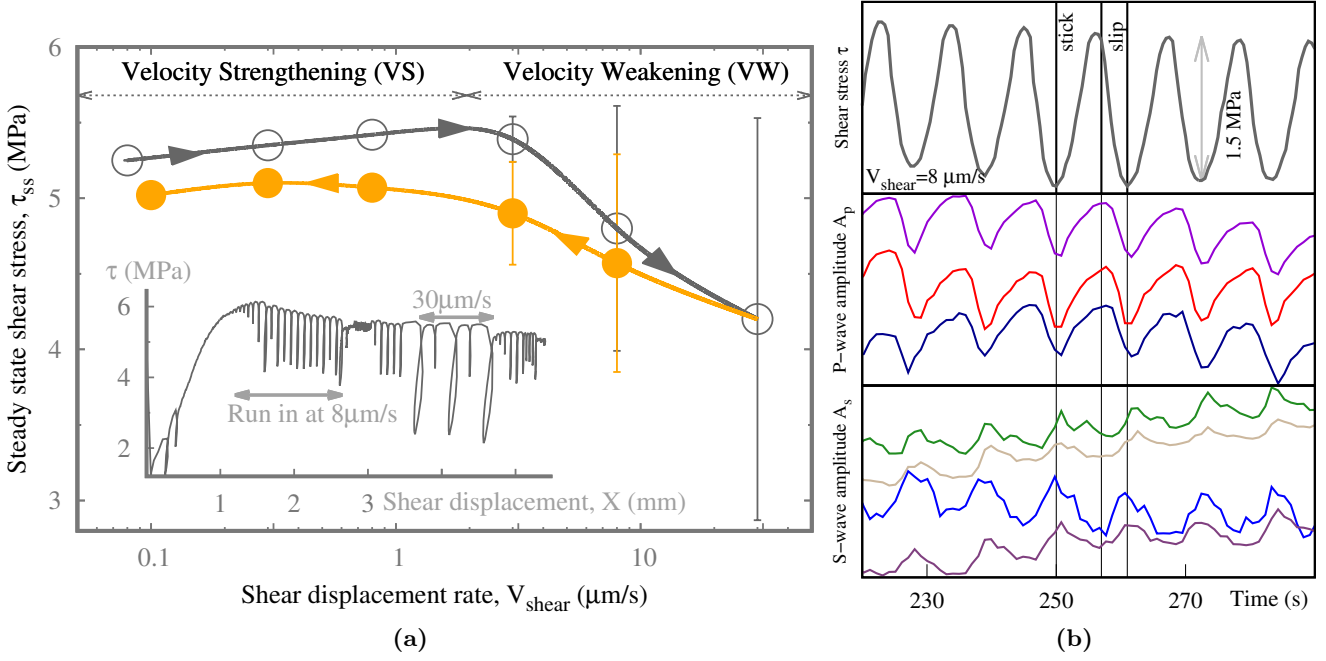 6
5
4
3
Steady state shear stress, τss (MPa)
Velocity Strengthening (VS)
Velocity Weakening (VW)
τ (MPa)
6
4
2
30μm/s
Run in at 8μm/s
1
2
3
Shear displacement, X (mm)
0.1
1
10
Shear displacement rate, Vshear (μm/s)
(a)
Shear stress τ
stick
slip
1.5 MPa
Vshear=8 μm/s
P−wave amplitude Ap
S−wave amplitude As
230
250
270
Time (s)
(b)